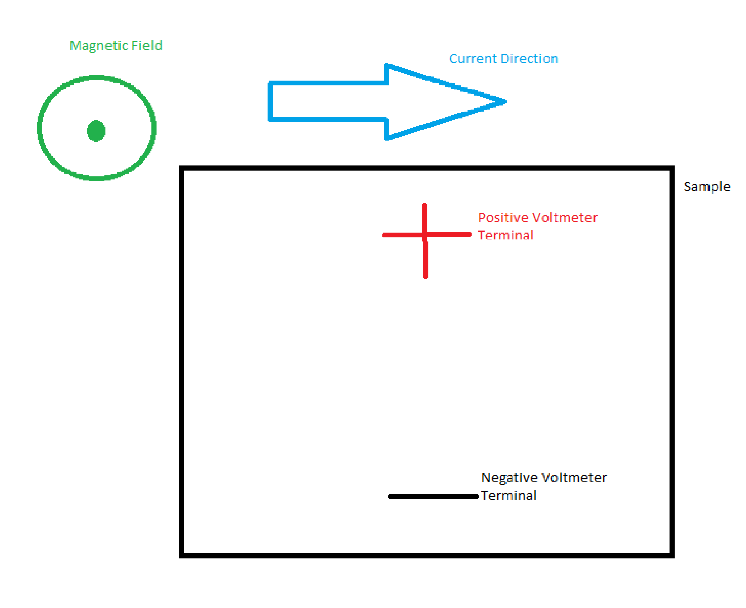 Magnetic Field
Current Direction
Sample
Positive Voltmeter
Terminal
Negative Voltmeter
Terminal